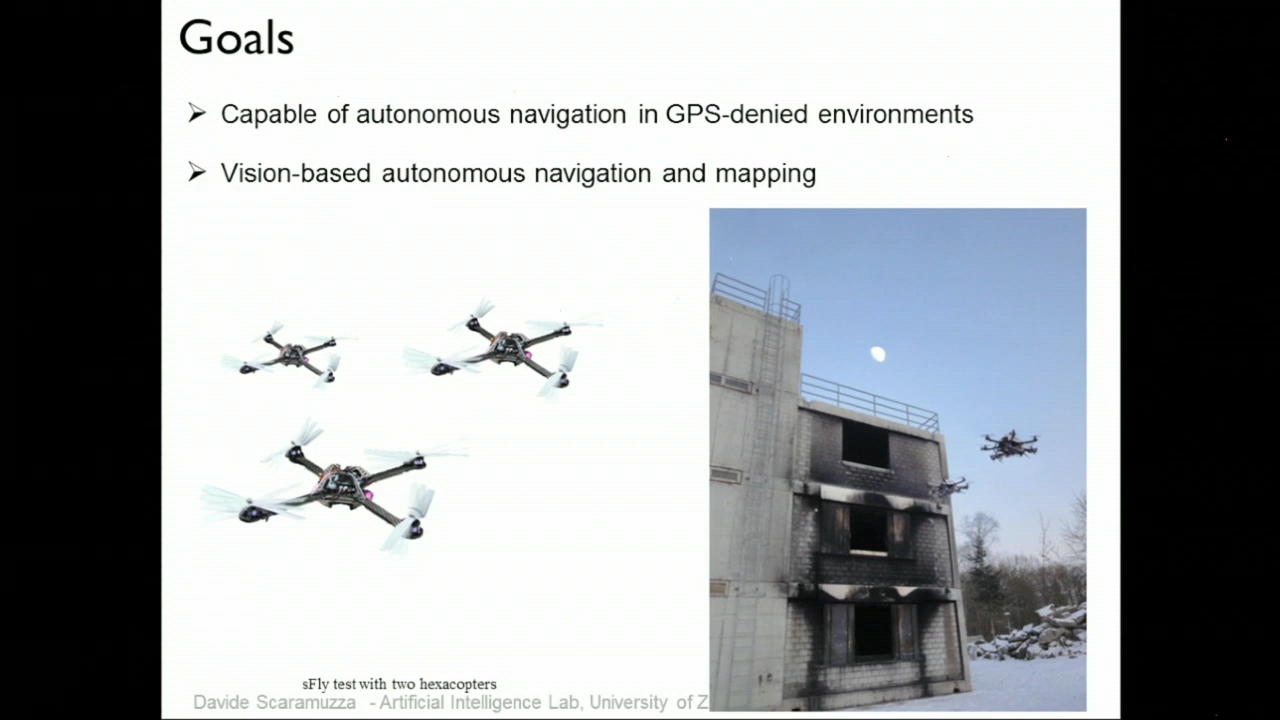 Goals
➢ Capable of autonomous navigation in GPS-denied environments
➢ Vision-based autonomous navigation and mapping
sFly test with two hexacopters
Davide Scaramuzza - Artificial Intelligence Lab, University of Z